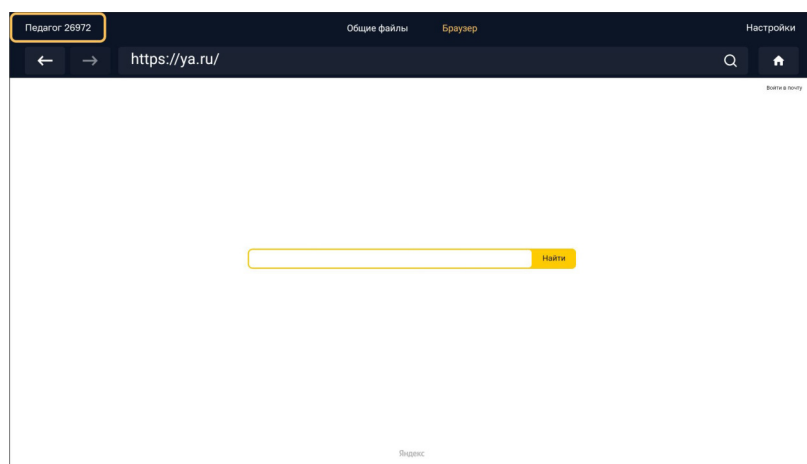 Педагог 26972 Общие файлы Браузер Настройки
https://ya.ru/
Войти в почту
Найти
Яндекс